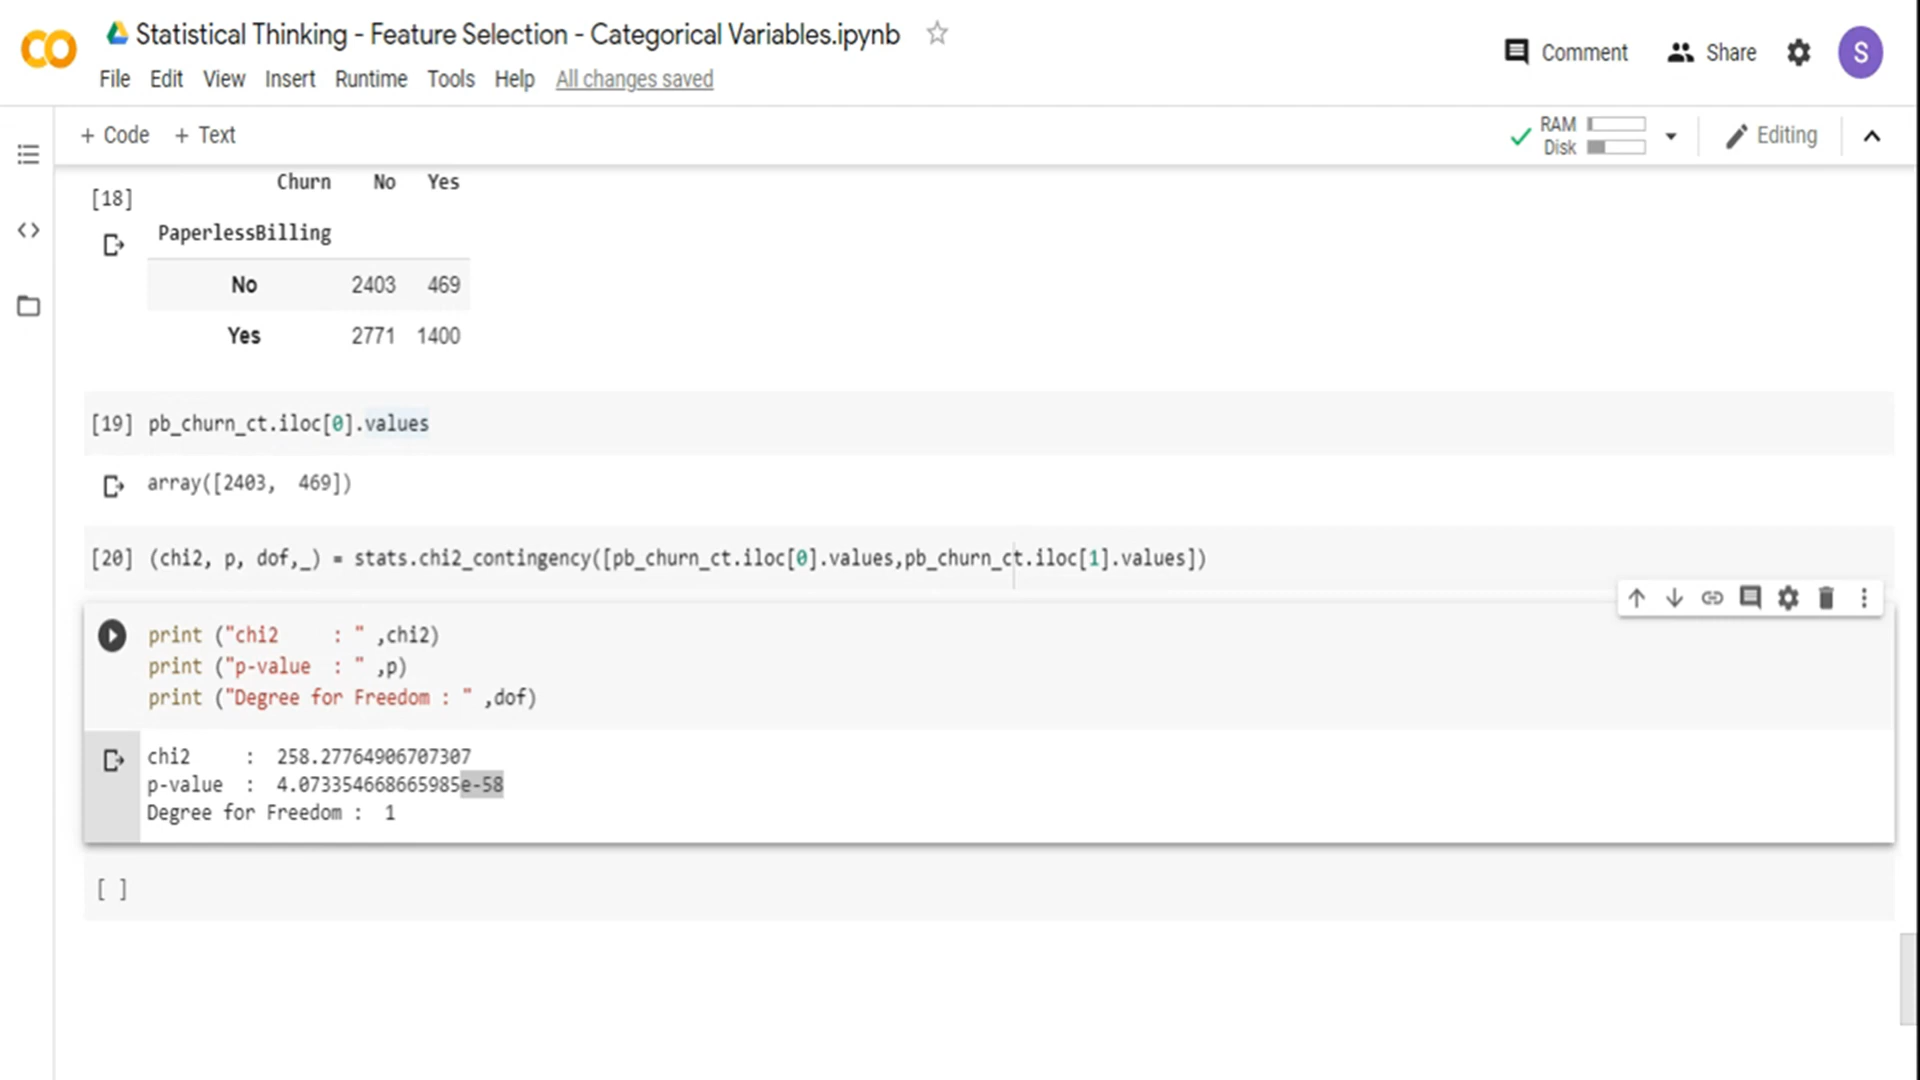 Statistical Thinking - Feature Selection - Categorical Variables.ipynb
File Edit View Insert Runtime Tools Help All changes saved
Comment Share S
+ Code + Text
RAM
Disk
Editing
[18]
Churn No Yes
PaperlessBilling
No 2403 469
Yes 2771 1400
[19] pb_churn_ct.iloc[0].values
array([2403,  469])
[20] (chi2, p, dof,_) = stats.chi2_contingency([pb_churn_ct.iloc[0].values,pb_churn_ct.iloc[1].values])
print ("chi2     : " ,chi2)
print ("p-value  : " ,p)
print ("Degree for Freedom : " ,dof)
chi2     :  258.27764906707307
p-value  :  4.073354668665985e-58
Degree for Freedom :  1
[ ]